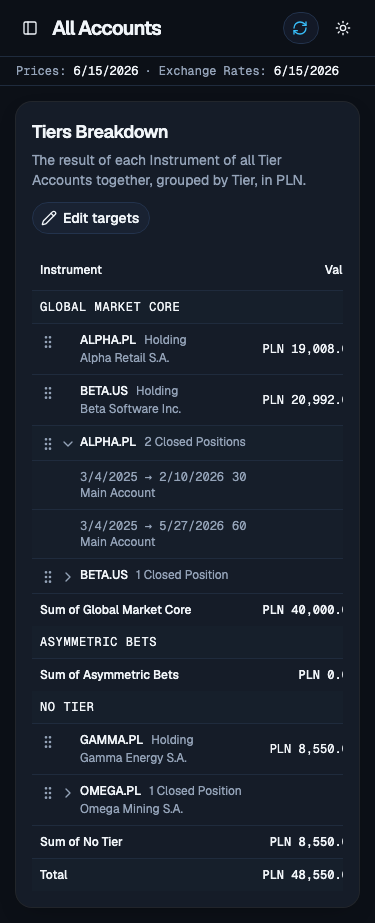 All Accounts
Prices: 6/15/2026 · Exchange Rates: 6/15/2026
Tiers Breakdown
The result of each Instrument of all Tier
Accounts together, grouped by Tier, in PLN.
Edit targets
Instrument Val
GLOBAL MARKET CORE
ALPHA.PL Holding PLN 19,008.
Alpha Retail S.A.
BETA.US Holding PLN 20,992.
Beta Software Inc.
ALPHA.PL 2 Closed Positions
3/4/2025 → 2/10/2026 30
Main Account
3/4/2025 → 5/27/2026 60
Main Account
BETA.US 1 Closed Position
Sum of Global Market Core PLN 40,000.
ASYMMETRIC BETS
Sum of Asymmetric Bets PLN 0.
NO TIER
GAMMA.PL Holding PLN 8,550.
Gamma Energy S.A.
OMEGA.PL 1 Closed Position
Omega Mining S.A.
Sum of No Tier PLN 8,550.
Total PLN 48,550.